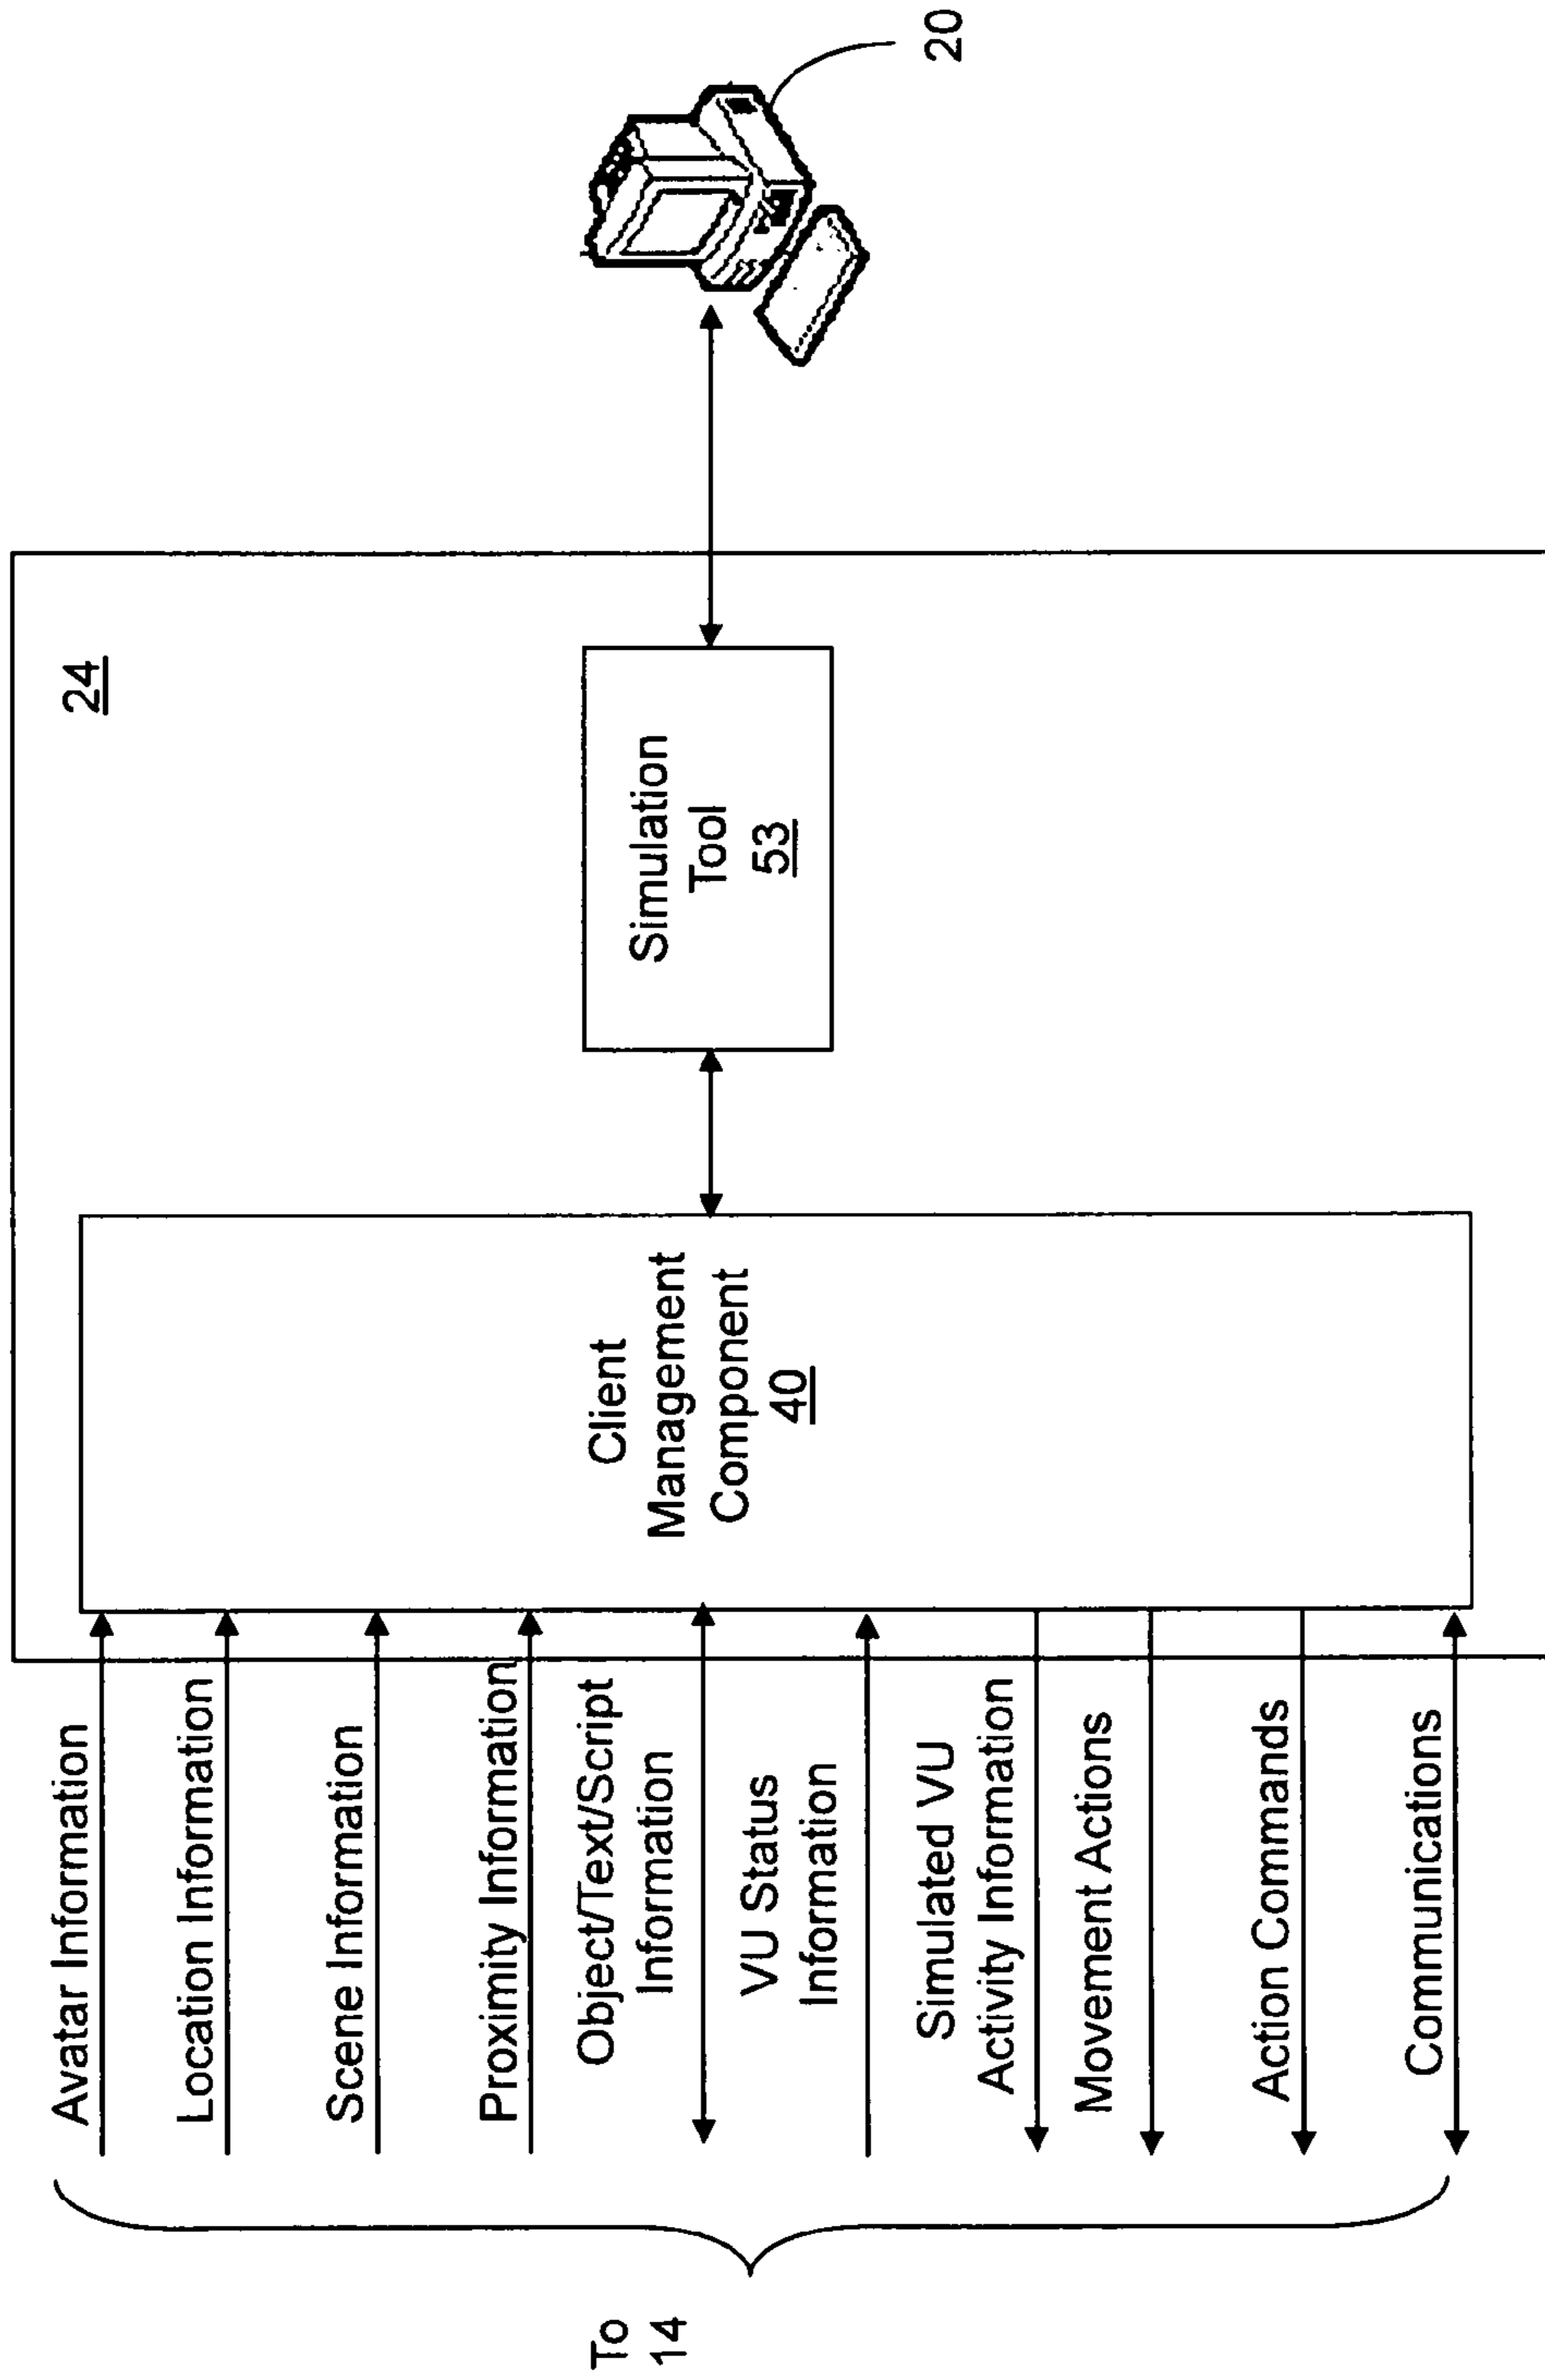 Avatar Information
Location Information
Scene Information
Proximity Information
Object/Text/Script
Information
VU Status
Information
Simulated VU
Activity Information
Movement Actions
Action Commands
Communications
To
14
Client
Management
Component
40
24
Simulation
Tool
53
20